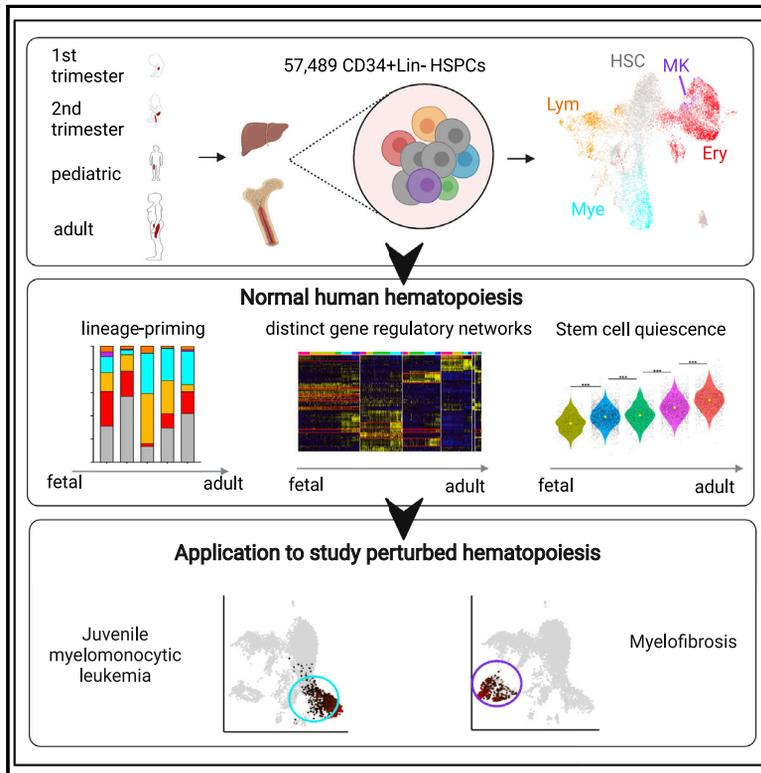 1st
trimester
2nd
trimester
pediatric
adult
57,489 CD34+Lin- HSPCs
HSC
MK
Lym
Ery
Mye
Normal human hematopoiesis
lineage-priming
distinct gene regulatory networks
Stem cell quiescence
***
***
***
***
fetal
adult
fetal
adult
fetal
adult
Application to study perturbed hematopoiesis
Juvenile
myelomonocytic
leukemia
Myelofibrosis